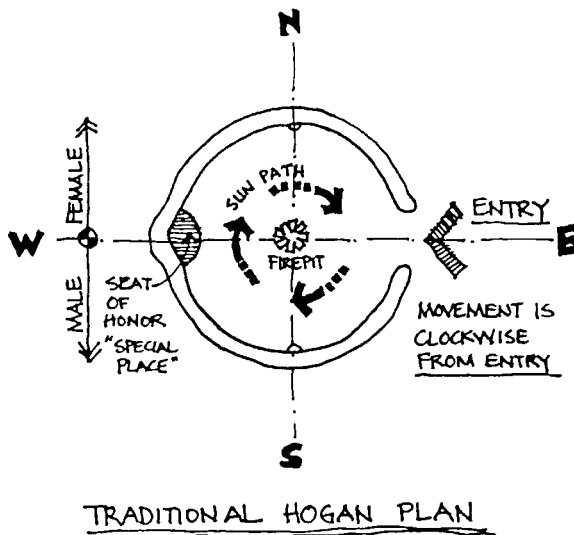 N
SUN PATH
FEMALE
ENTRY
W
E
FIREPIT
MALE
SEAT
OF
HONOR
"SPECIAL
PLACE"
MOVEMENT IS
CLOCKWISE
FROM ENTRY
S
TRADITIONAL HOGAN PLAN